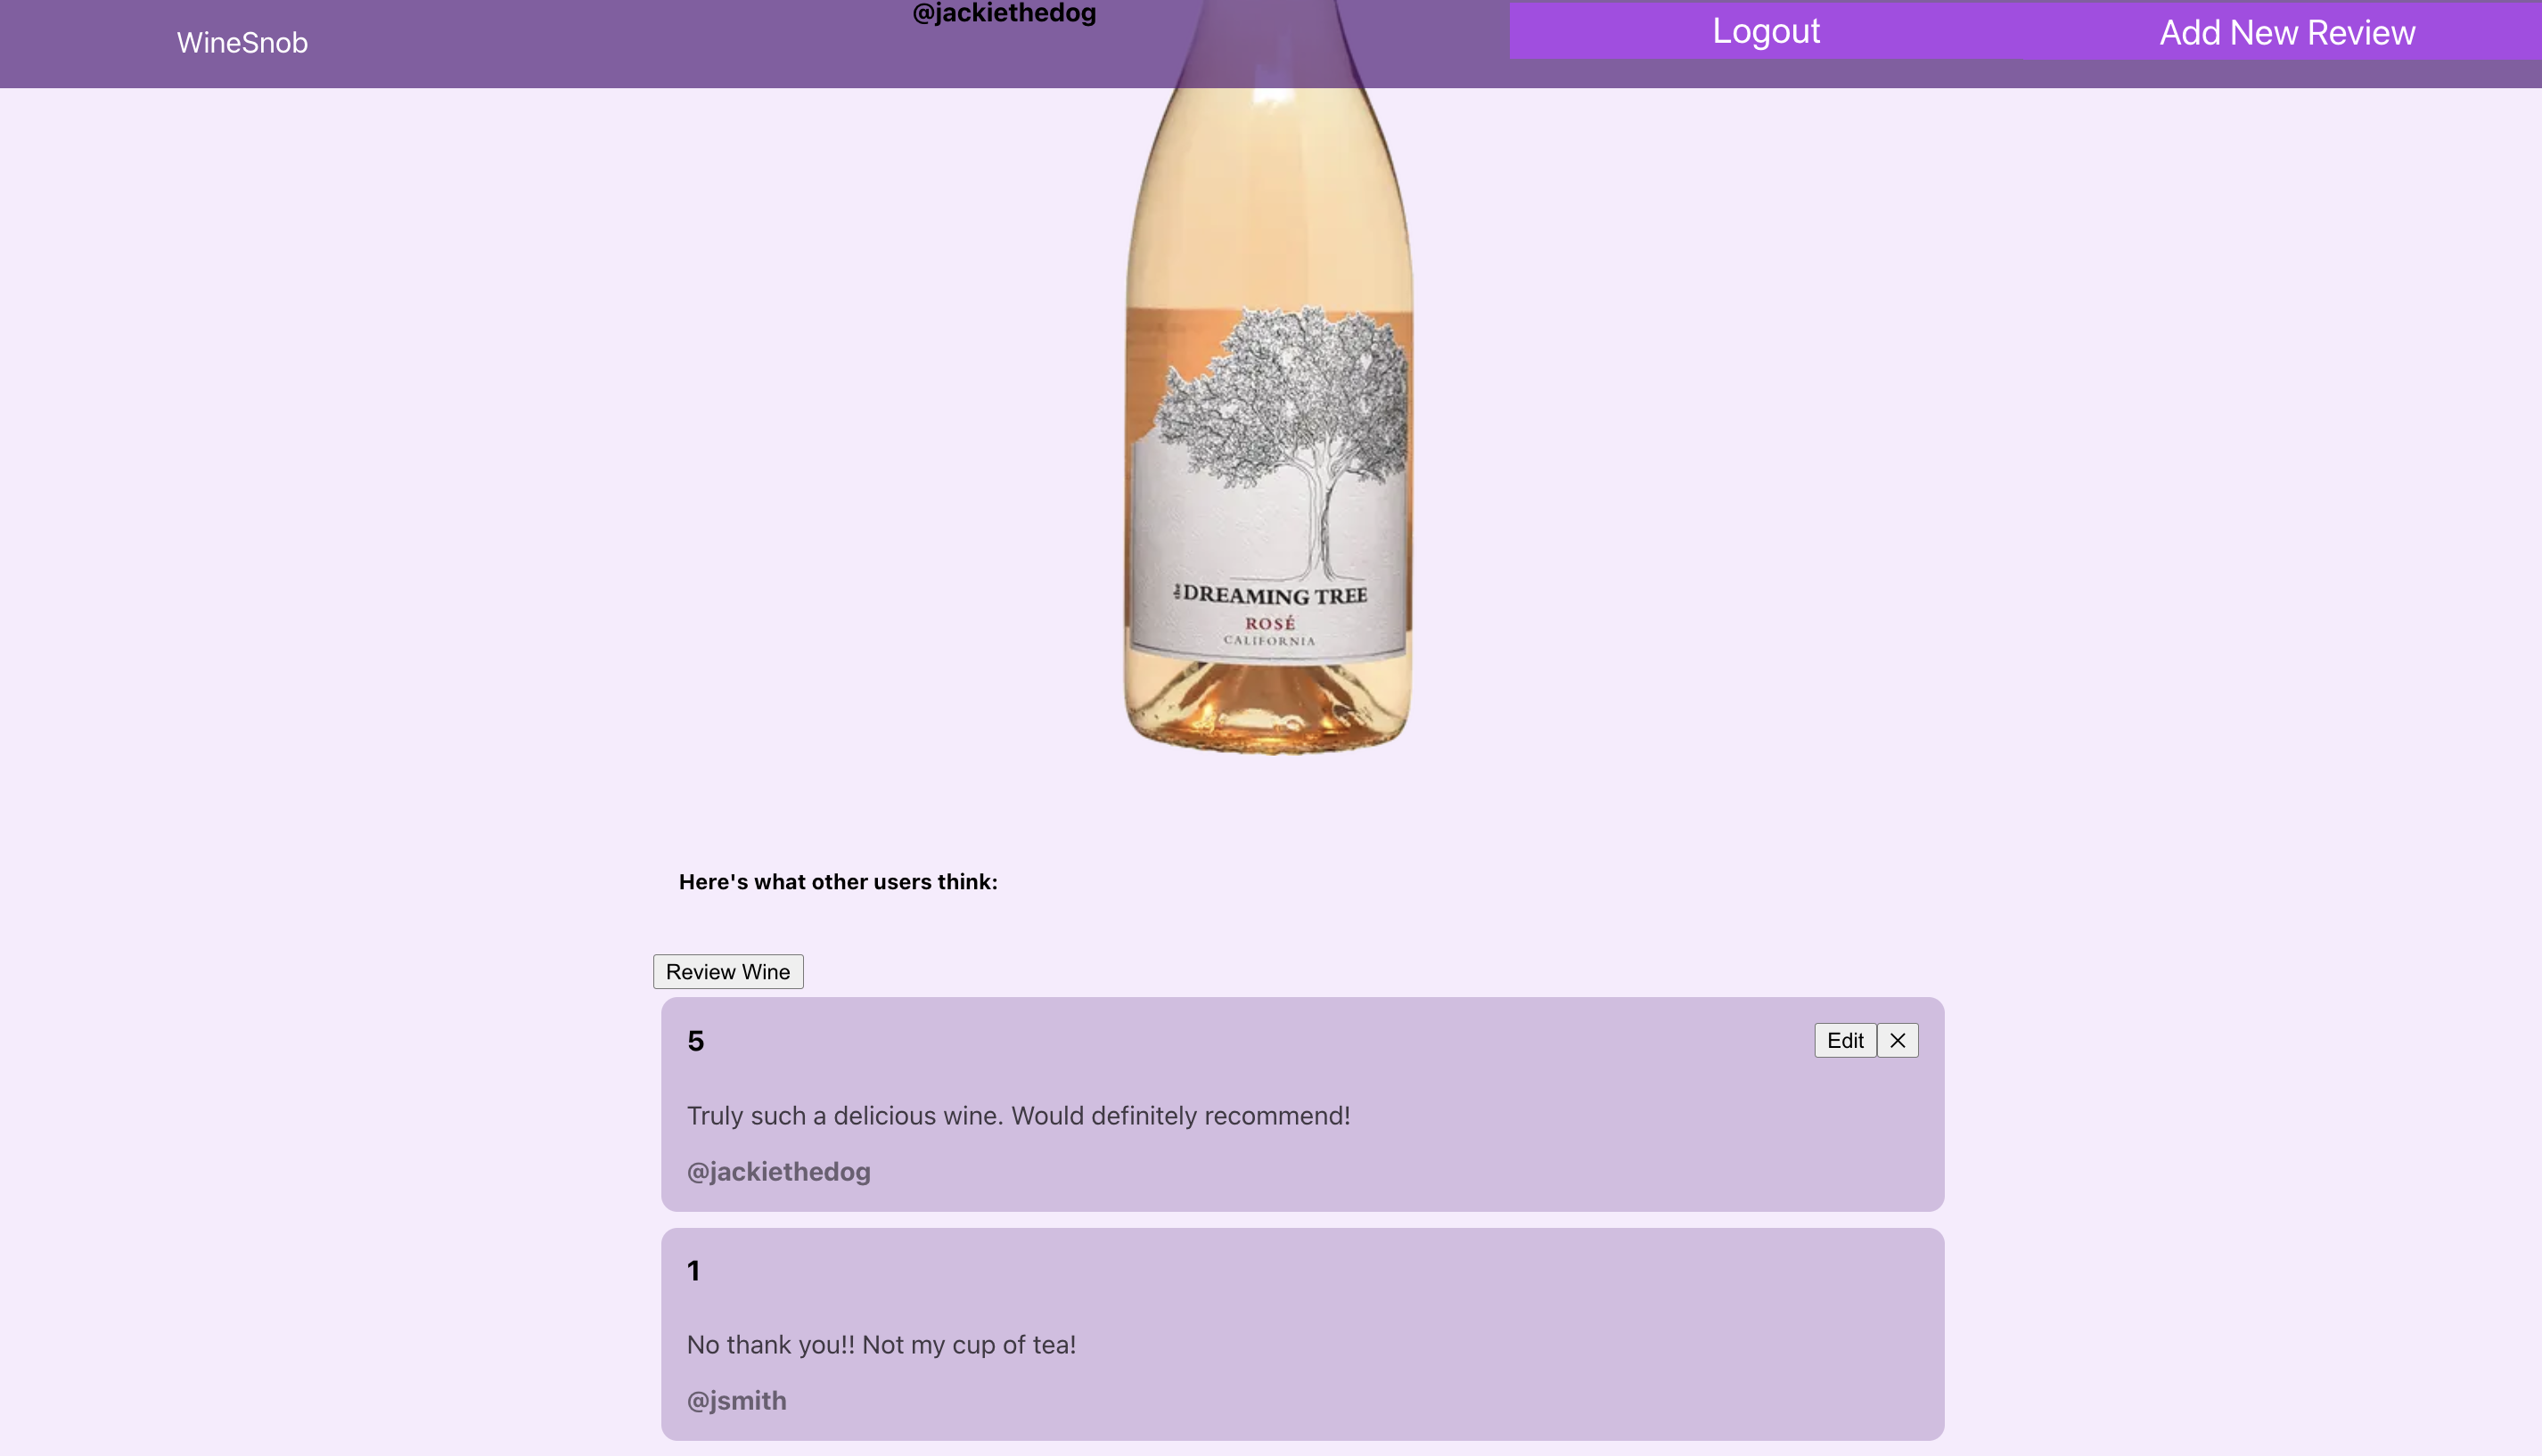 WineSnob
@jackiethedog
Logout
Add New Review
the DREAMING TREE
ROSÉ
CALIFORNIA
Here's what other users think:
Review Wine
5
Edit
Truly such a delicious wine. Would definitely recommend!
@jackiethedog
1
No thank you!! Not my cup of tea!
@jsmith